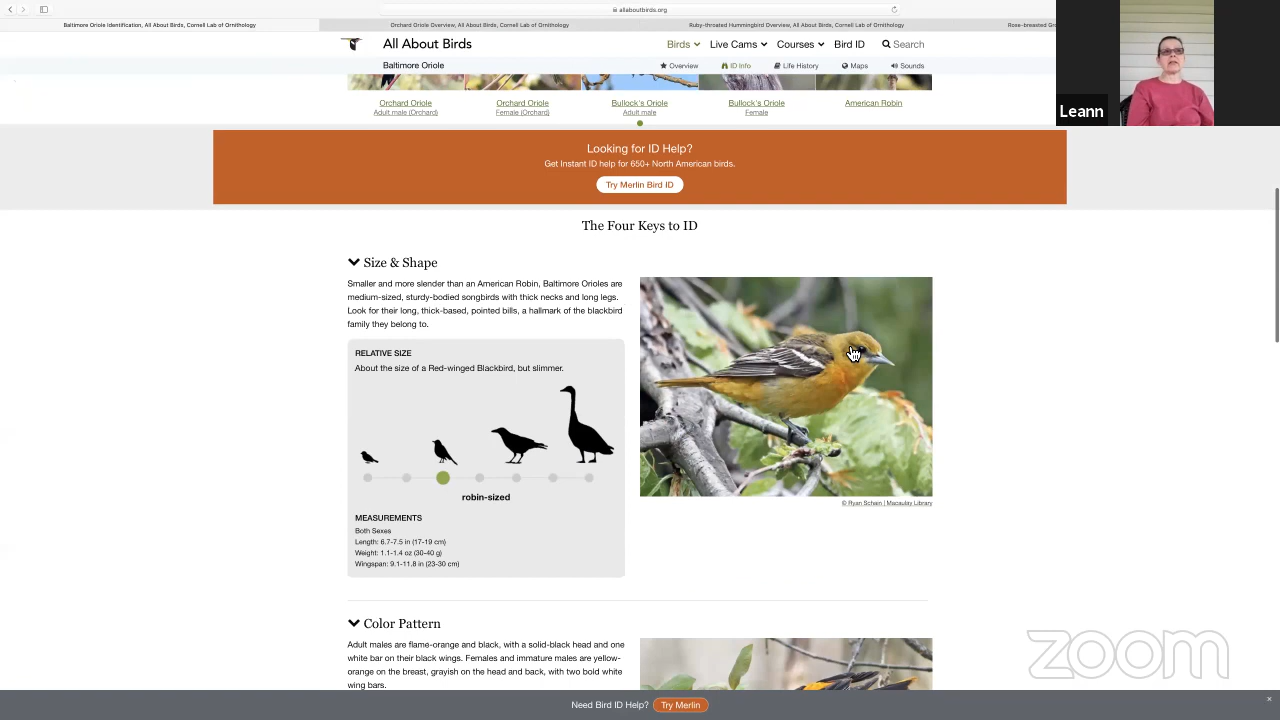 allaboutbirds.org
Baltimore Oriole Identification, All About Birds, Cornell Lab of Ornithology
Orchard Oriole Overview, All About Birds, Cornell Lab of Ornithology
Ruby-throated Hummingbird Overview, All About Birds, Cornell Lab of Ornithology
Rose-breasted Gro
All About Birds
Birds
Live Cams
Courses
Bird ID
Search
Baltimore Oriole
Overview
ID Info
Life History
Maps
Sounds
Leann
Orchard Oriole
Adult male (Orchard)
Orchard Oriole
Female (Orchard)
Bullock's Oriole
Adult male
Bullock's Oriole
Female
American Robin
Looking for ID Help?
Get Instant ID help for 650+ North American birds.
Try Merlin Bird ID
The Four Keys to ID
Size & Shape
Smaller and more slender than an American Robin, Baltimore Orioles are
medium-sized, sturdy-bodied songbirds with thick necks and long legs.
Look for their long, thick-based, pointed bills, a hallmark of the blackbird
family they belong to.
RELATIVE SIZE
About the size of a Red-winged Blackbird, but slimmer.
robin-sized
MEASUREMENTS
Both Sexes
Length: 6.7-7.5 in (17-19 cm)
Weight: 1.1-1.4 oz (30-40 g)
Wingspan: 9.1-11.8 in (23-30 cm)
© Ryan Schain | Macaulay Library
Color Pattern
Adult males are flame-orange and black, with a solid-black head and one
white bar on their black wings. Females and immature males are yellow-
orange on the breast, grayish on the head and back, with two bold white
wing bars.
zoom
Need Bird ID Help?
Try Merlin